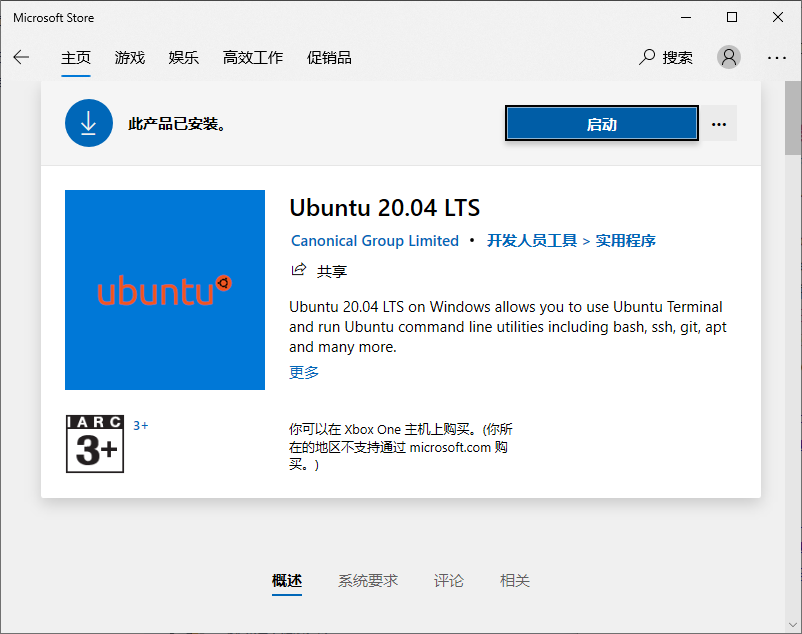 Microsoft Store
主页 游戏 娱乐 高效工作 促销品 搜索
此产品已安装。 启动
ubuntu
Ubuntu 20.04 LTS
Canonical Group Limited • 开发人员工具 > 实用程序
共享
Ubuntu 20.04 LTS on Windows allows you to use Ubuntu Terminal
and run Ubuntu command line utilities including bash, ssh, git, apt
and many more.
更多
IARC
3+
3+
你可以在 Xbox One 主机上购买。(你所
在的地区不支持通过 microsoft.com 购
买。)
概述 系统要求 评论 相关